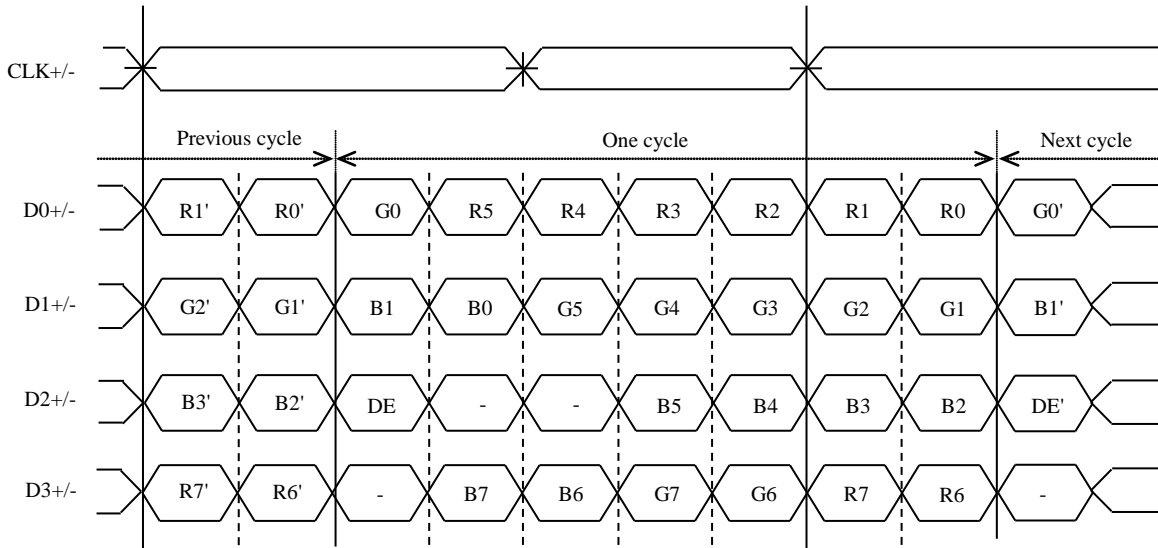 CLK+/-
Previous cycle One cycle Next cycle
D0+/- R1' R0' G0 R5 R4 R3 R2 R1 R0 G0'
D1+/- G2' G1' B1 B0 G5 G4 G3 G2 G1 B1'
D2+/- B3' B2' DE - - B5 B4 B3 B2 DE'
D3+/- R7' R6' - B7 B6 G7 G6 R7 R6 -